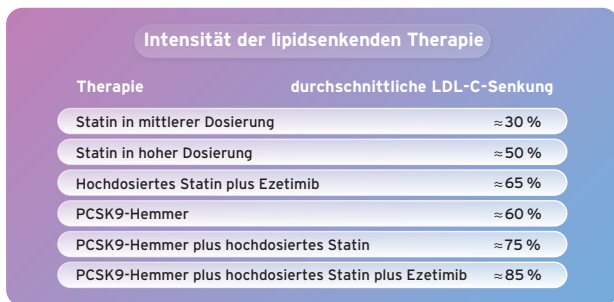 Intensität der lipidsenkenden Therapie
Therapie durchschnittliche LDL-C-Senkung
Statin in mittlerer Dosierung ≈30 %
Statin in hoher Dosierung ≈50 %
Hochdosiertes Statin plus Ezetimib ≈65 %
PCSK9-Hemmer ≈60 %
PCSK9-Hemmer plus hochdosiertes Statin ≈75 %
PCSK9-Hemmer plus hochdosiertes Statin plus Ezetimib ≈85 %